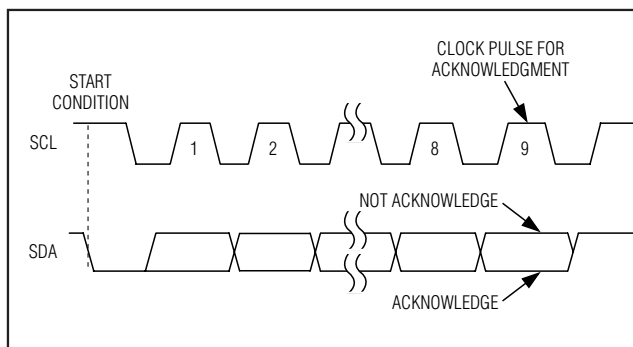 CLOCK PULSE FOR
ACKNOWLEDGMENT
START
CONDITION
SCL
1
2
8
9
NOT ACKNOWLEDGE
SDA
ACKNOWLEDGE